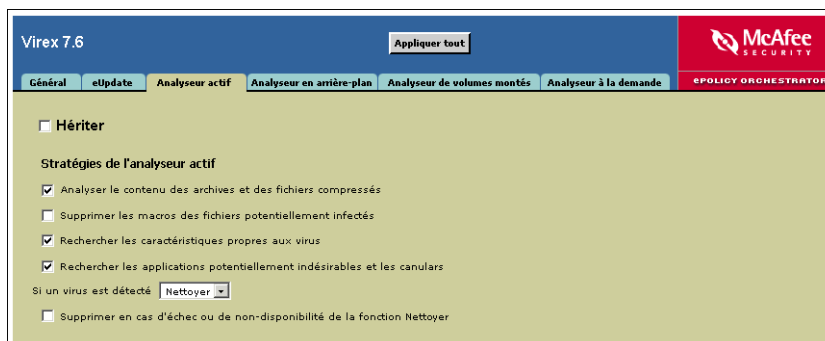 Virex 7.6
Appliquer tout
McAfee
SECURITY
Général
eUpdate
Analyseur actif
Analyseur en arrière-plan
Analyseur de volumes montés
Analyseur à la demande
ePOLICY ORCHESTRATOR
Hériter
Stratégies de l'analyseur actif
Analyser le contenu des archives et des fichiers compressés
Supprimer les macros des fichiers potentiellement infectés
Rechercher les caractéristiques propres aux virus
Rechercher les applications potentiellement indésirables et les canulars
Si un virus est détecté Nettoyer
Supprimer en cas d'échec ou de non-disponibilité de la fonction Nettoyer